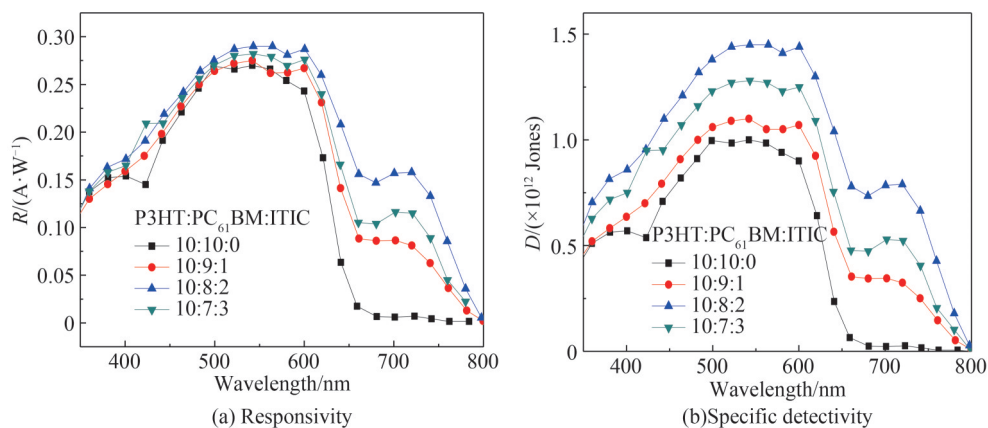 R/(A·W⁻¹)
0.30
0.25
0.20
0.15
0.10
0.05
0
P3HT:PC₆₁BM:ITIC
10:10:0
10:9:1
10:8:2
10:7:3
400 500 600 700 800
Wavelength/nm
(a) Responsivity
D/(×10¹² Jones)
1.5
1.0
0.5
0
P3HT:PC₆₁BM:ITIC
10:10:0
10:9:1
10:8:2
10:7:3
400 500 600 700 800
Wavelength/nm
(b)Specific detectivity